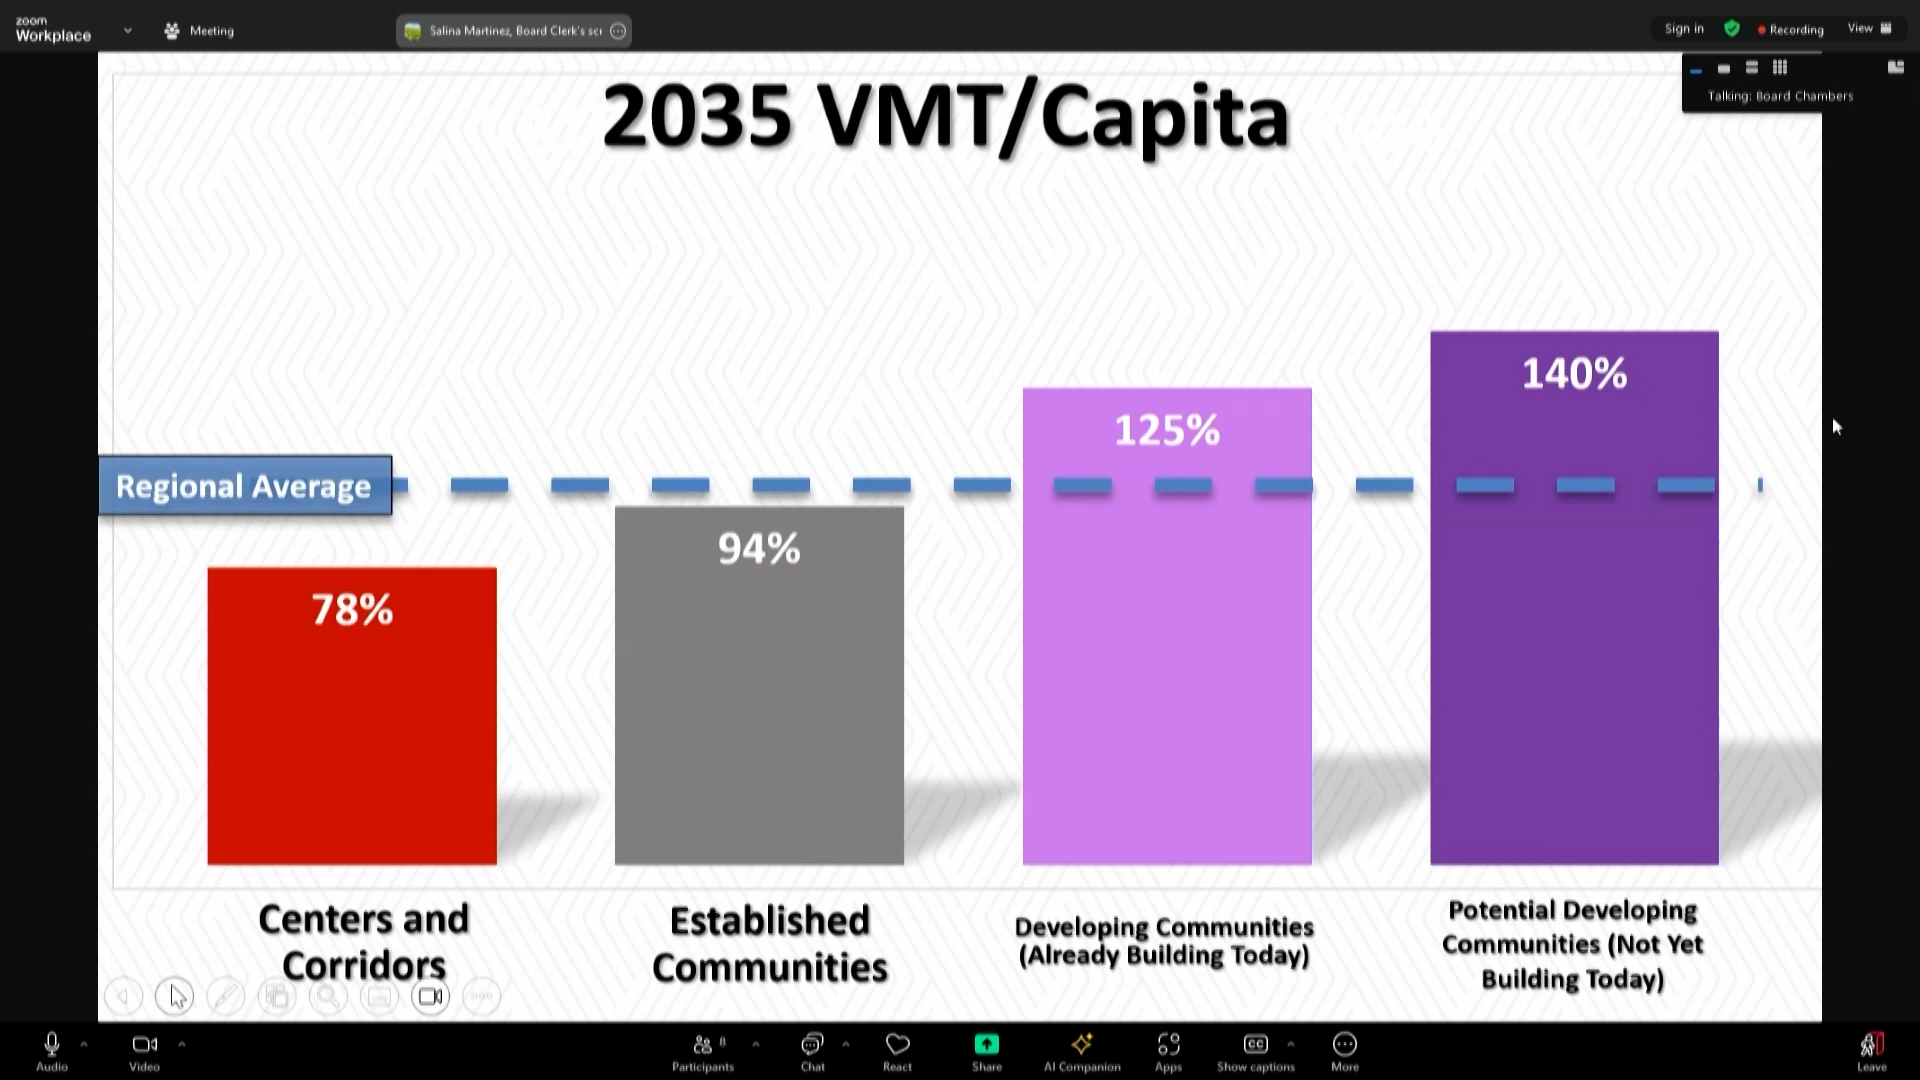 zoom
Workplace
Meeting
Salina Martinez, Board Clerk's scr
Sign in
Recording
View
Talking: Board Chambers
2035 VMT/Capita
140%
125%
Regional Average
94%
78%
Centers and
Corridors
Established
Communities
Developing Communities
(Already Building Today)
Potential Developing
Communities (Not Yet
Building Today)
Audio
Video
Participants
8
Chat
React
Share
AI Companion
Apps
CC
Show captions
More
Leave